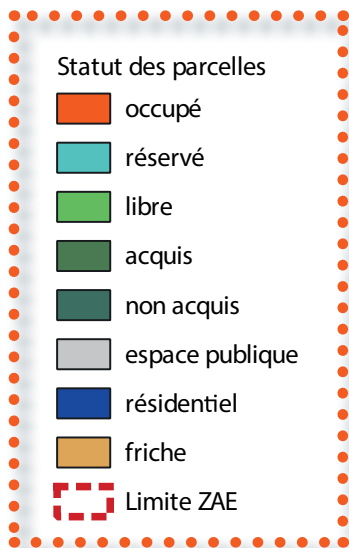 Statut des parcelles
occupé
réservé
libre
acquis
non acquis
espace publique
résidentiel
friche
Limite ZAE